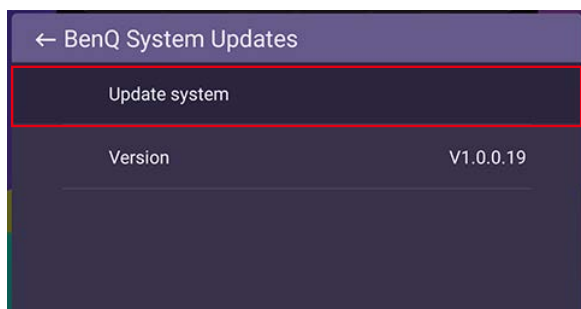 ← BenQ System Updates
Update system
Version V1.0.0.19